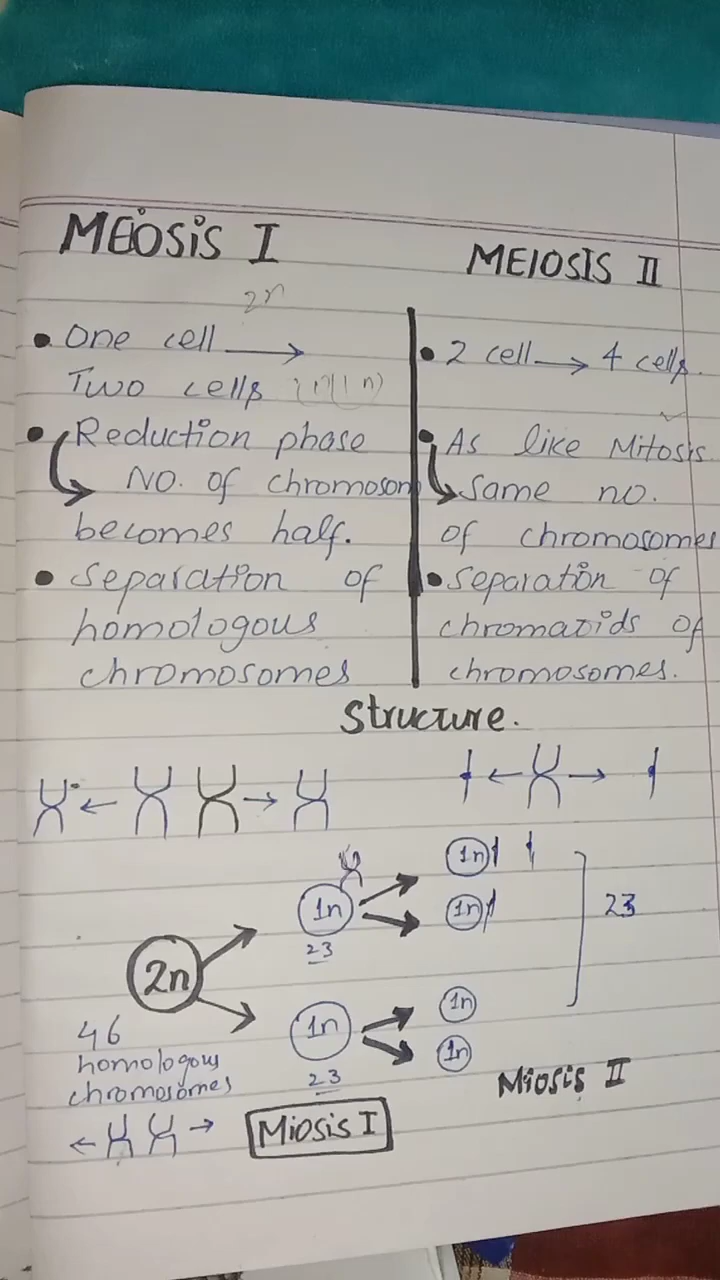 MEIOSIS I
2n
• One cell →
Two cells (1n)
• Reduction phase
NO. of chromosom
becomes half.
• Separation of
homologous
chromosomes
MEIOSIS II
• 2 cell → 4 cells.
• As like Mitosis
same no.
of chromosomes
• Separation of
chromatids of
chromosomes.
Structure.
1n
1n
1n
23
23
2n
46
homologous
chromosomes
1n
23
1n
1n
Miosis I
Miosis II